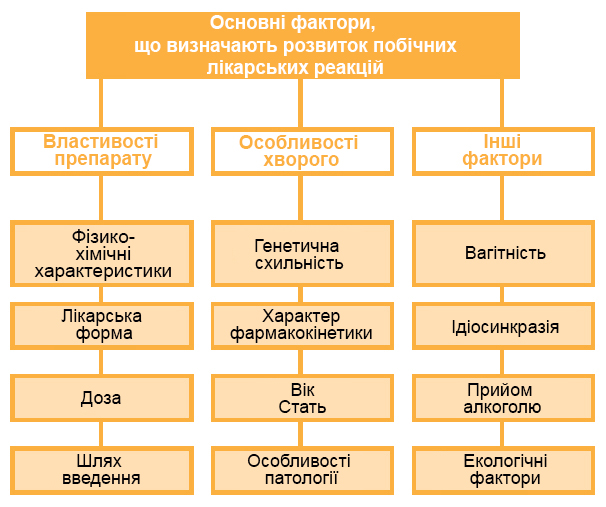 Основні фактори,
що визначають розвиток побічних
лікарських реакцій
Властивості
препарату
Особливості
хворого
Інші
фактори
Фізико-
хімічні
характеристики
Генетична
схильність
Вагітність
Лікарська
форма
Характер
фармакокінетики
Ідіосинкразія
Доза
Вік
Стать
Прийом
алкоголю
Шлях
введення
Особливості
патології
Екологічні
фактори